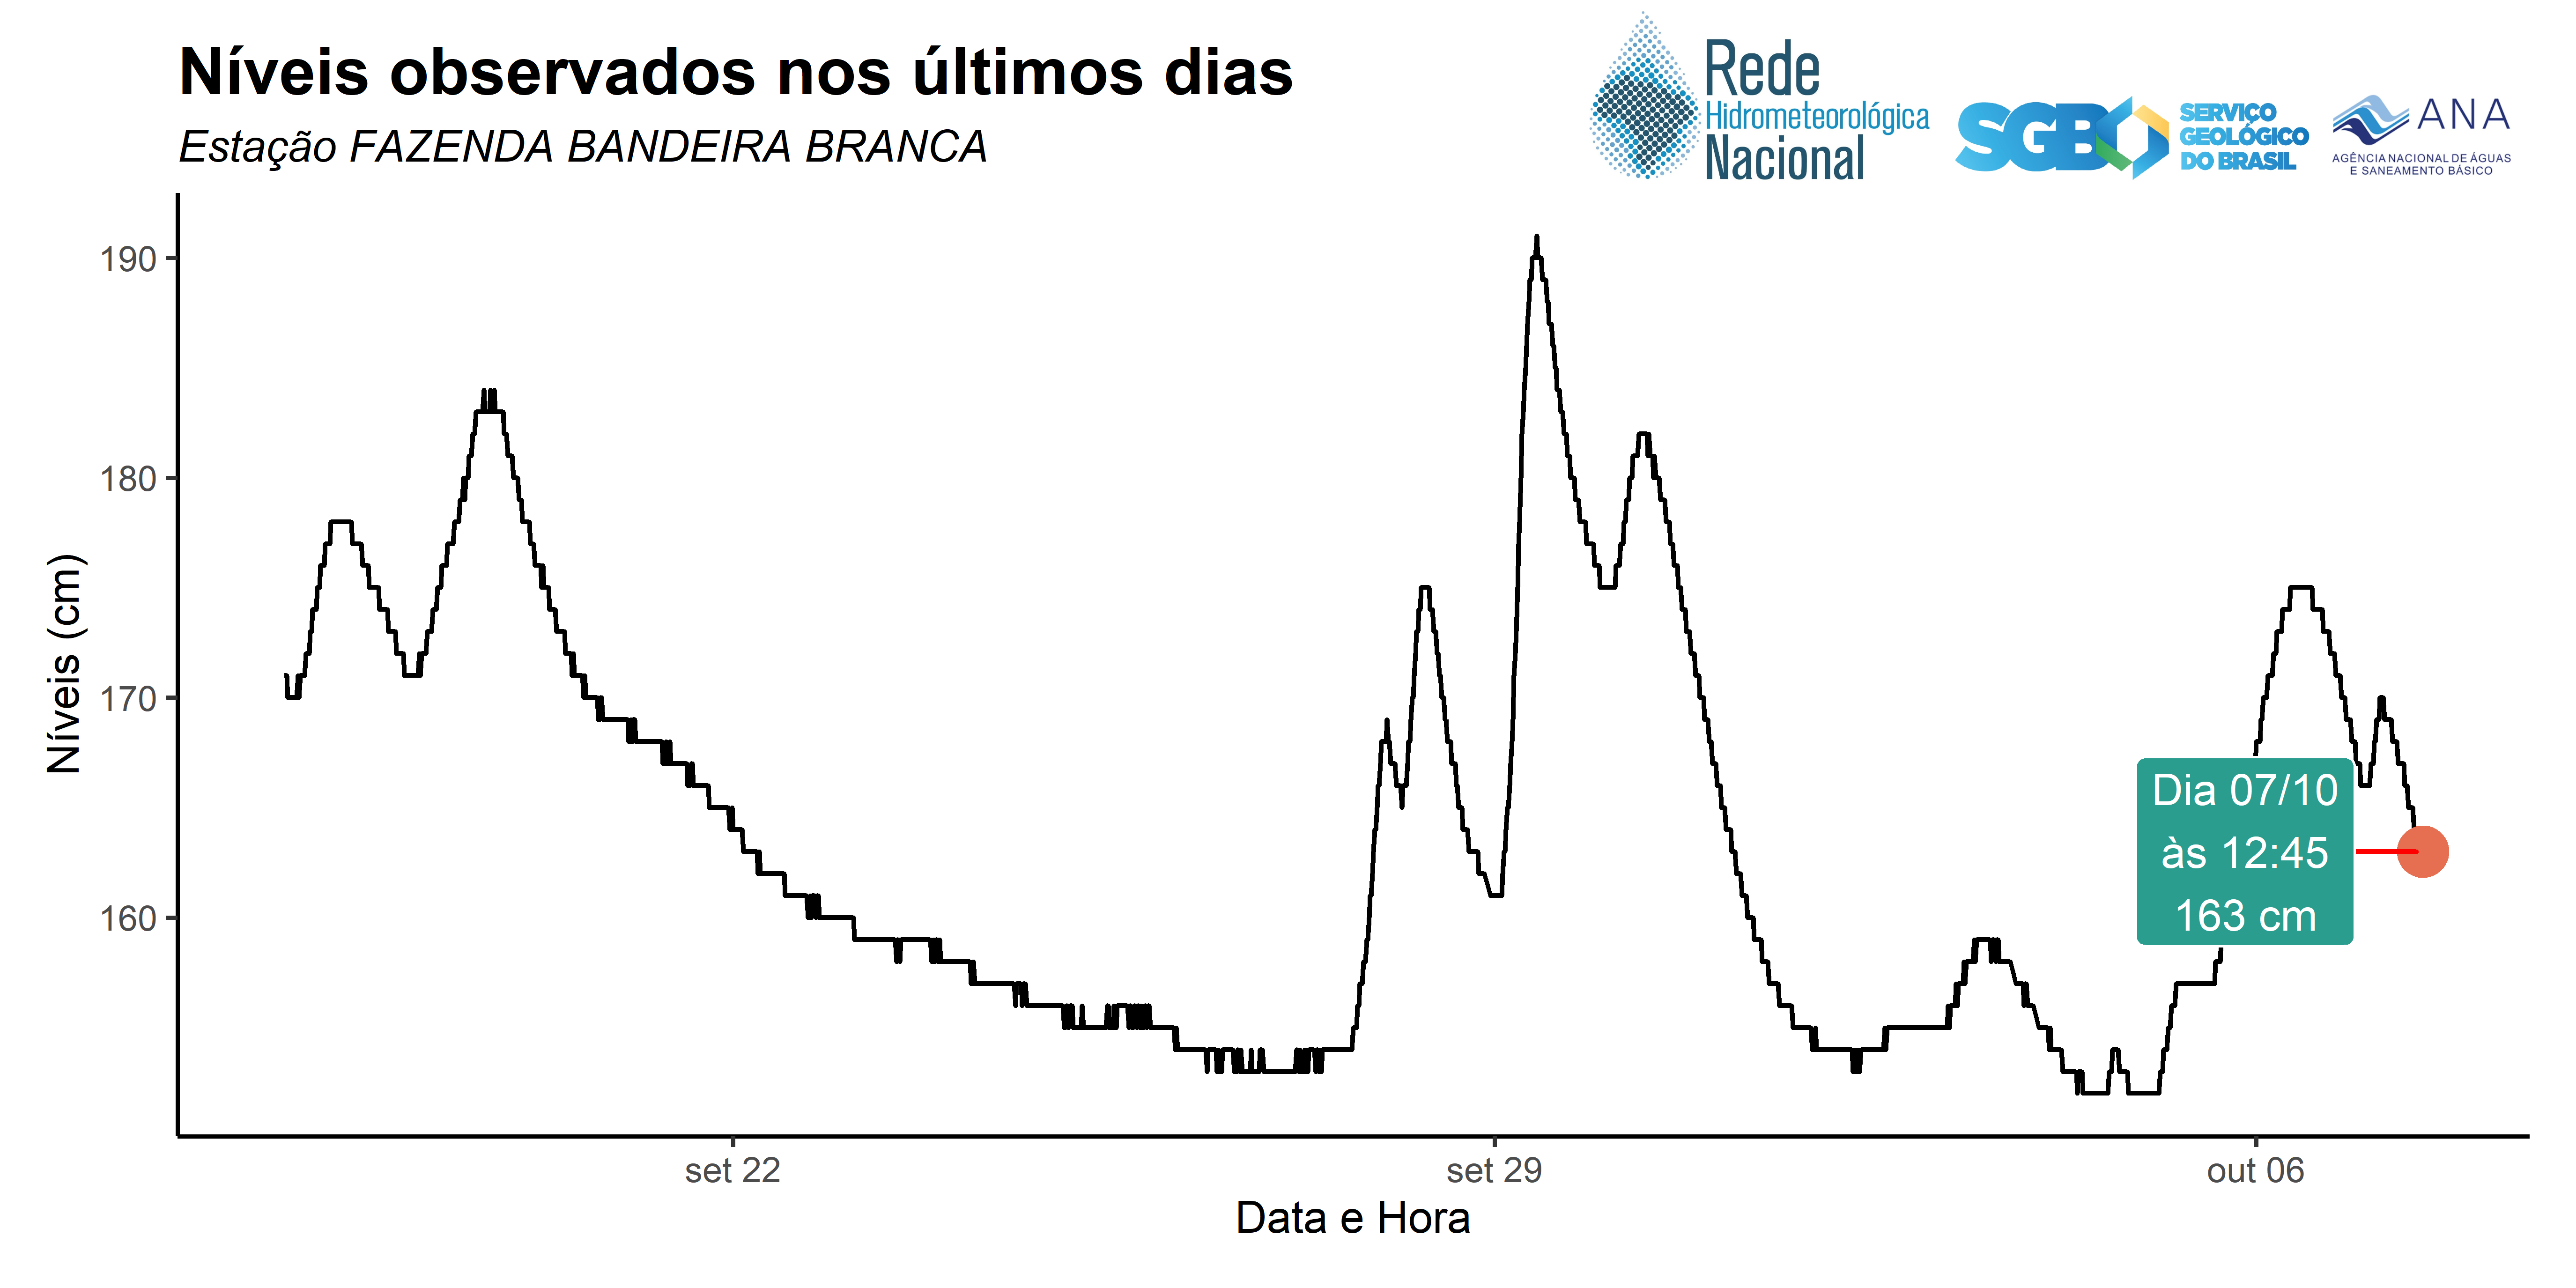 Níveis observados nos últimos dias
Estação FAZENDA BANDEIRA BRANCA
Rede
Hidrometeorológica
Nacional
SGB
SERVIÇO
GEOLÓGICO
DO BRASIL
ANA
AGÊNCIA NACIONAL DE ÁGUAS
E SANEAMENTO BÁSICO
Níveis (cm)
190
180
170
160
Dia 07/10
às 12:45
163 cm
set 22
set 29
out 06
Data e Hora